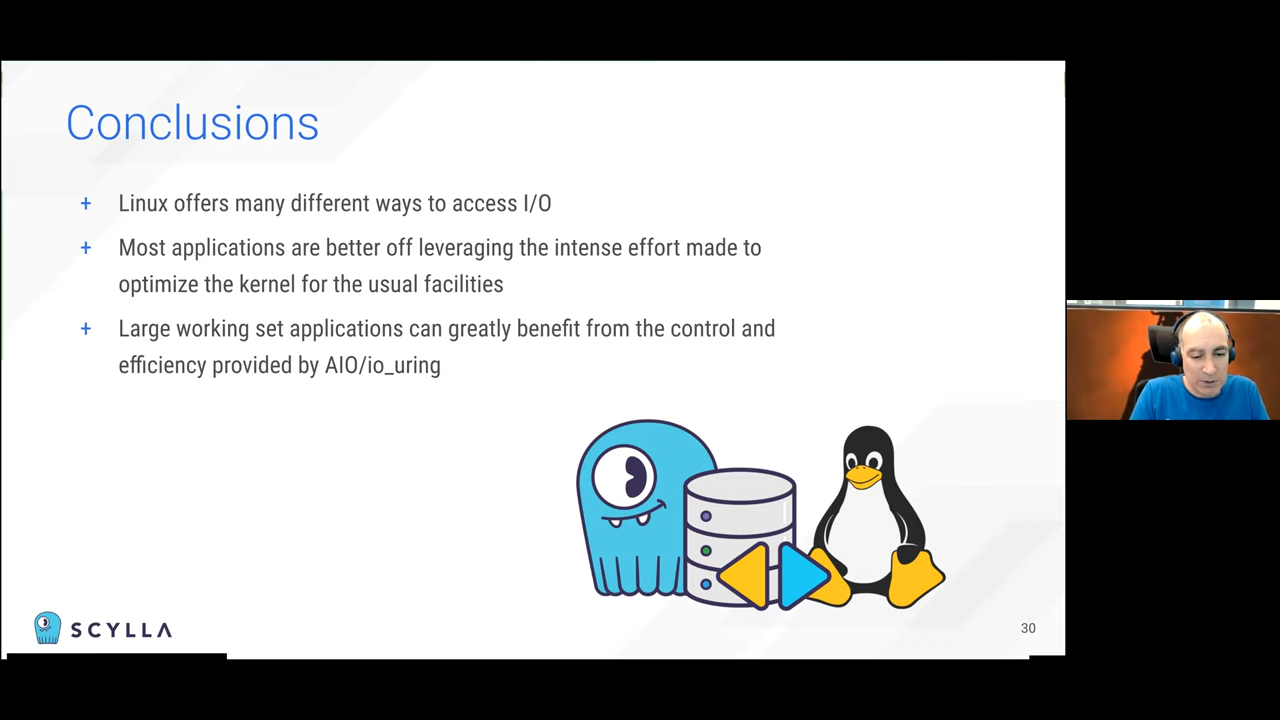 Conclusions
+ Linux offers many different ways to access I/O
+ Most applications are better off leveraging the intense effort made to
optimize the kernel for the usual facilities
+ Large working set applications can greatly benefit from the control and
efficiency provided by AIO/io_uring
SCYLLA
30